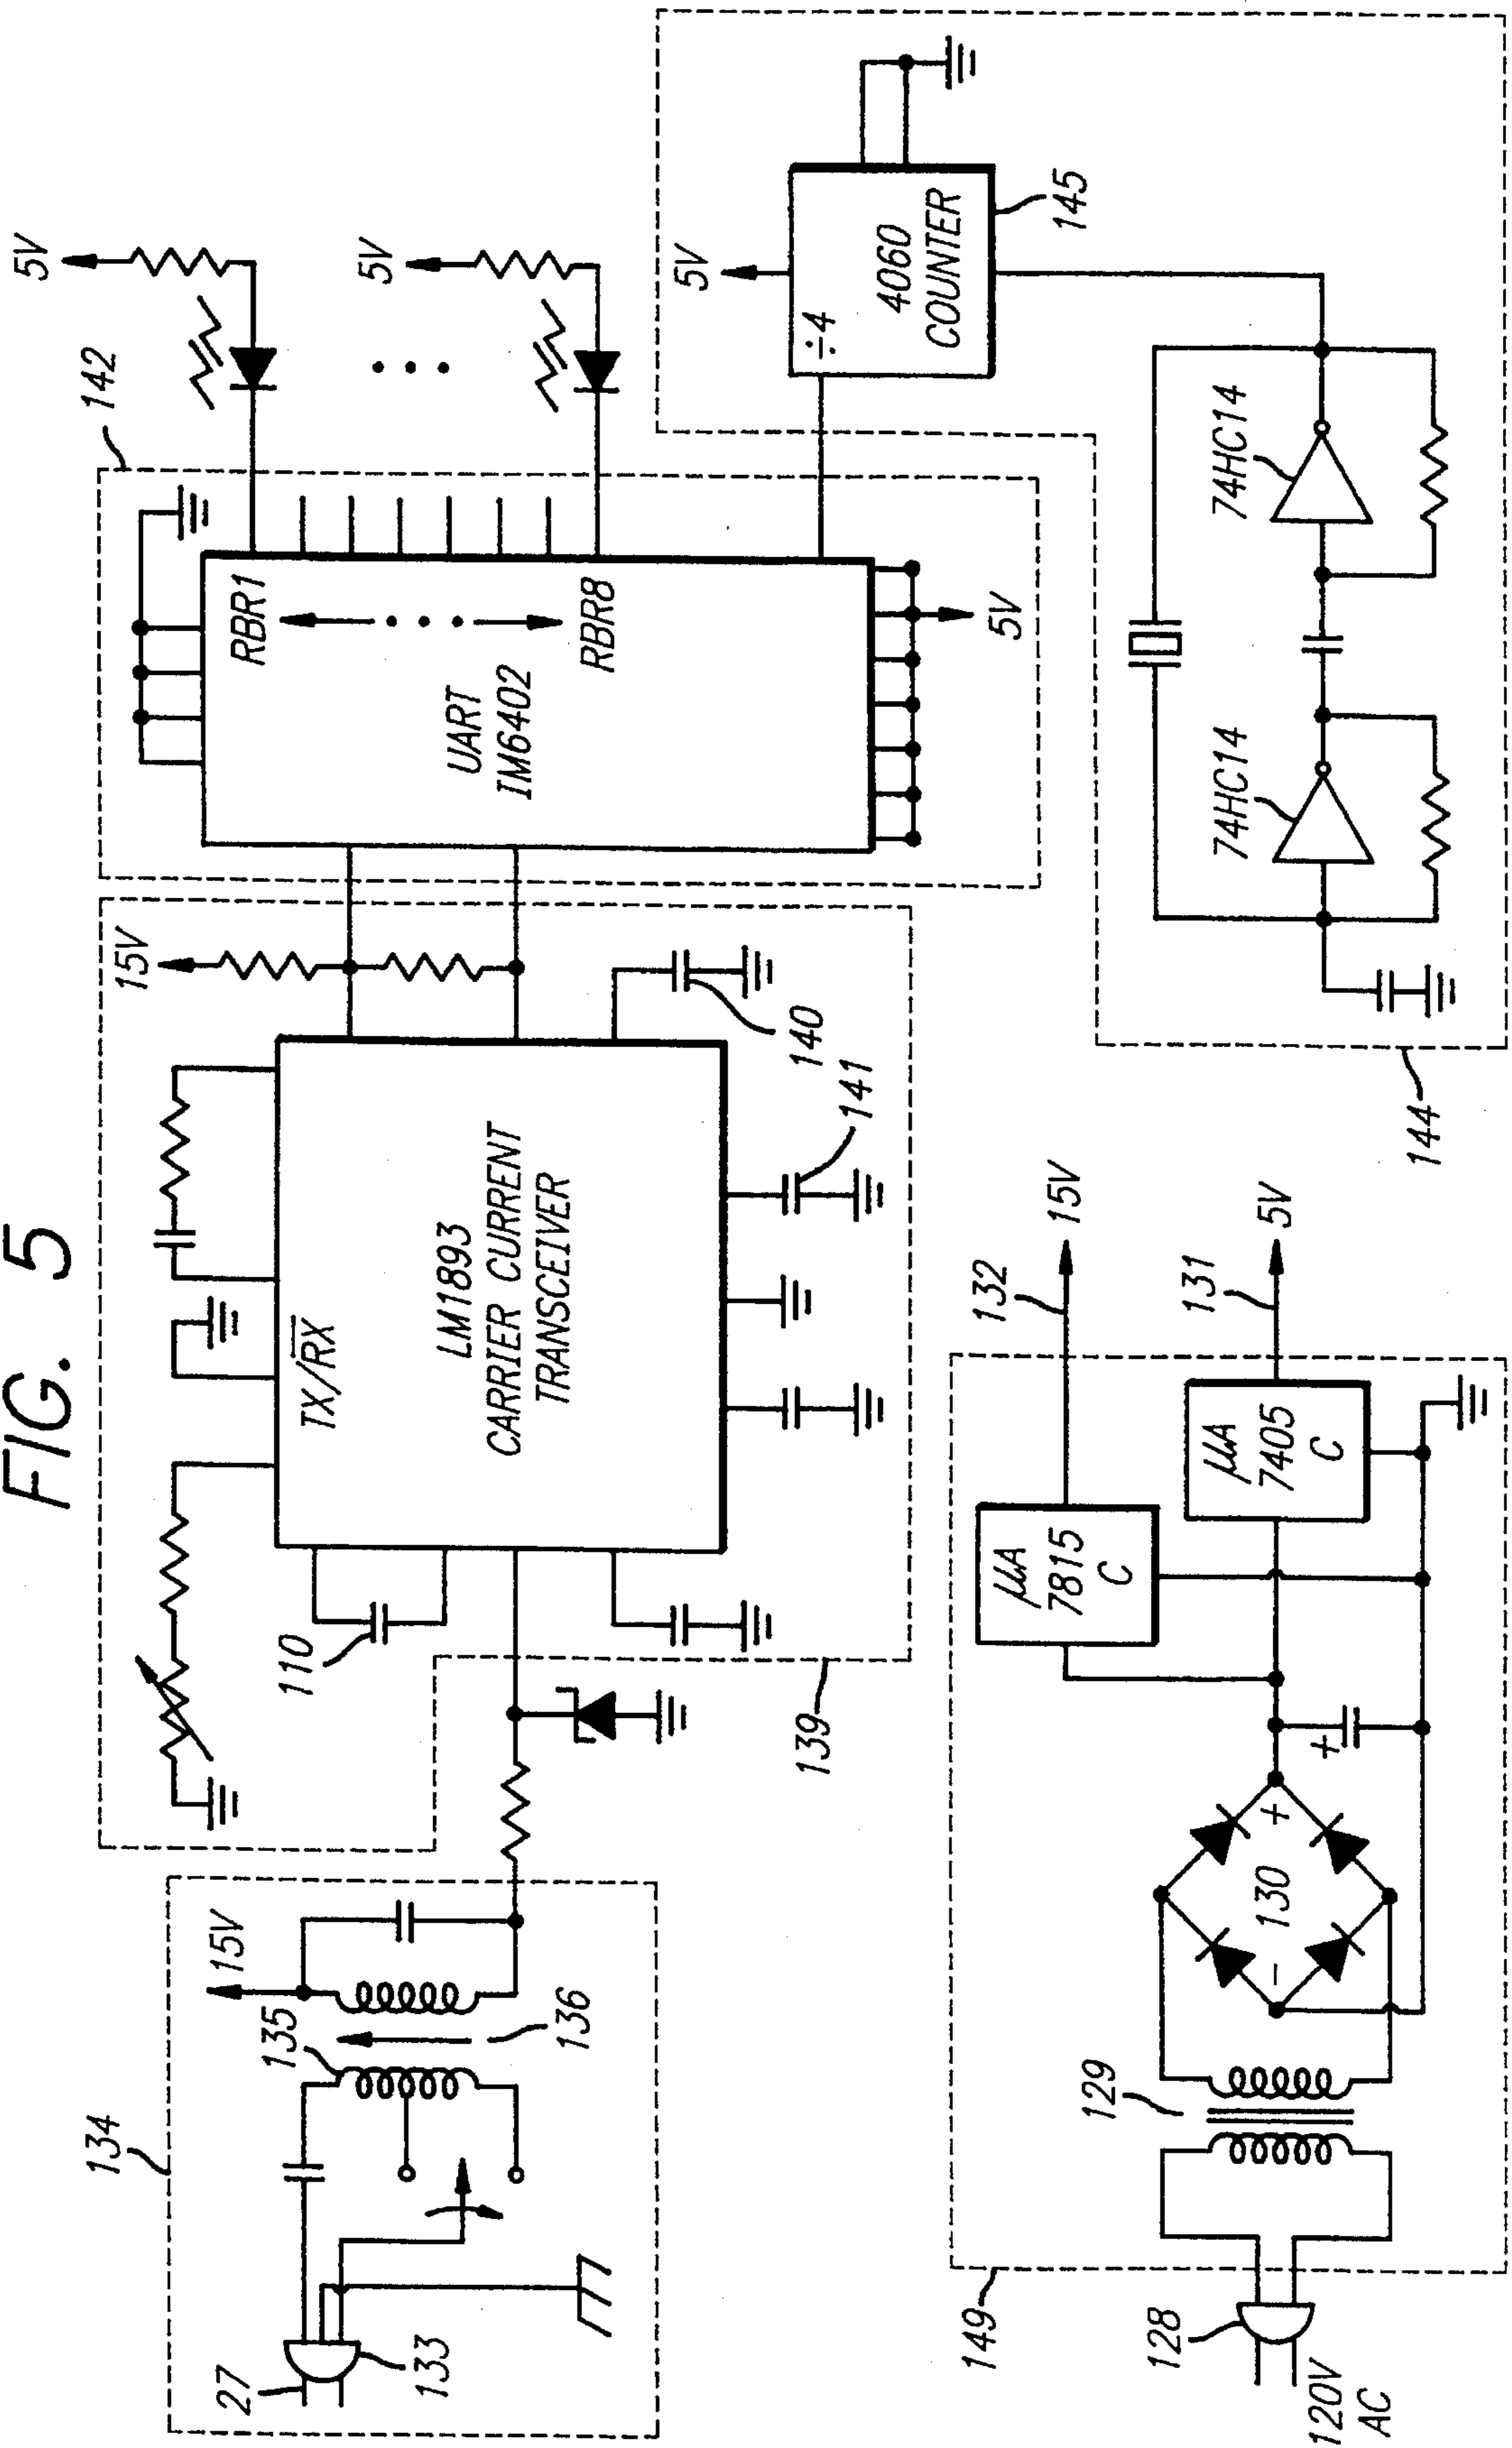 FIG. 5
134
27
133
135
15V
136
139
110
TX/RX
LM1893
CARRIER CURRENT
TRANSCEIVER
15V
140
141
142
RBR1
UART
IM6402
RBR8
5V
5V
5V
149
128
120V
AC
129
130
-
+
+
µA
7815
C
µA
7405
C
132
15V
131
5V
144
74HC14
74HC14
5V
÷4
4060
COUNTER
145